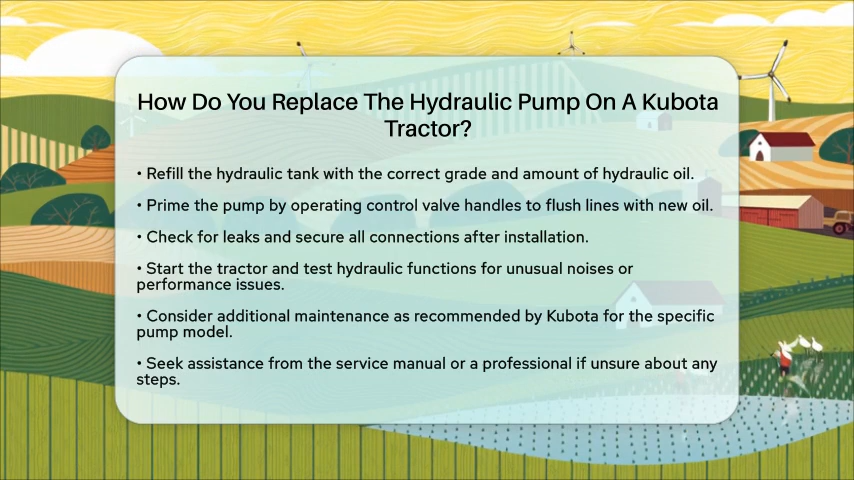 How Do You Replace The Hydraulic Pump On A Kubota
Tractor?
• Refill the hydraulic tank with the correct grade and amount of hydraulic oil.
• Prime the pump by operating control valve handles to flush lines with new oil.
• Check for leaks and secure all connections after installation.
• Start the tractor and test hydraulic functions for unusual noises or
performance issues.
• Consider additional maintenance as recommended by Kubota for the specific
pump model.
• Seek assistance from the service manual or a professional if unsure about any
steps.